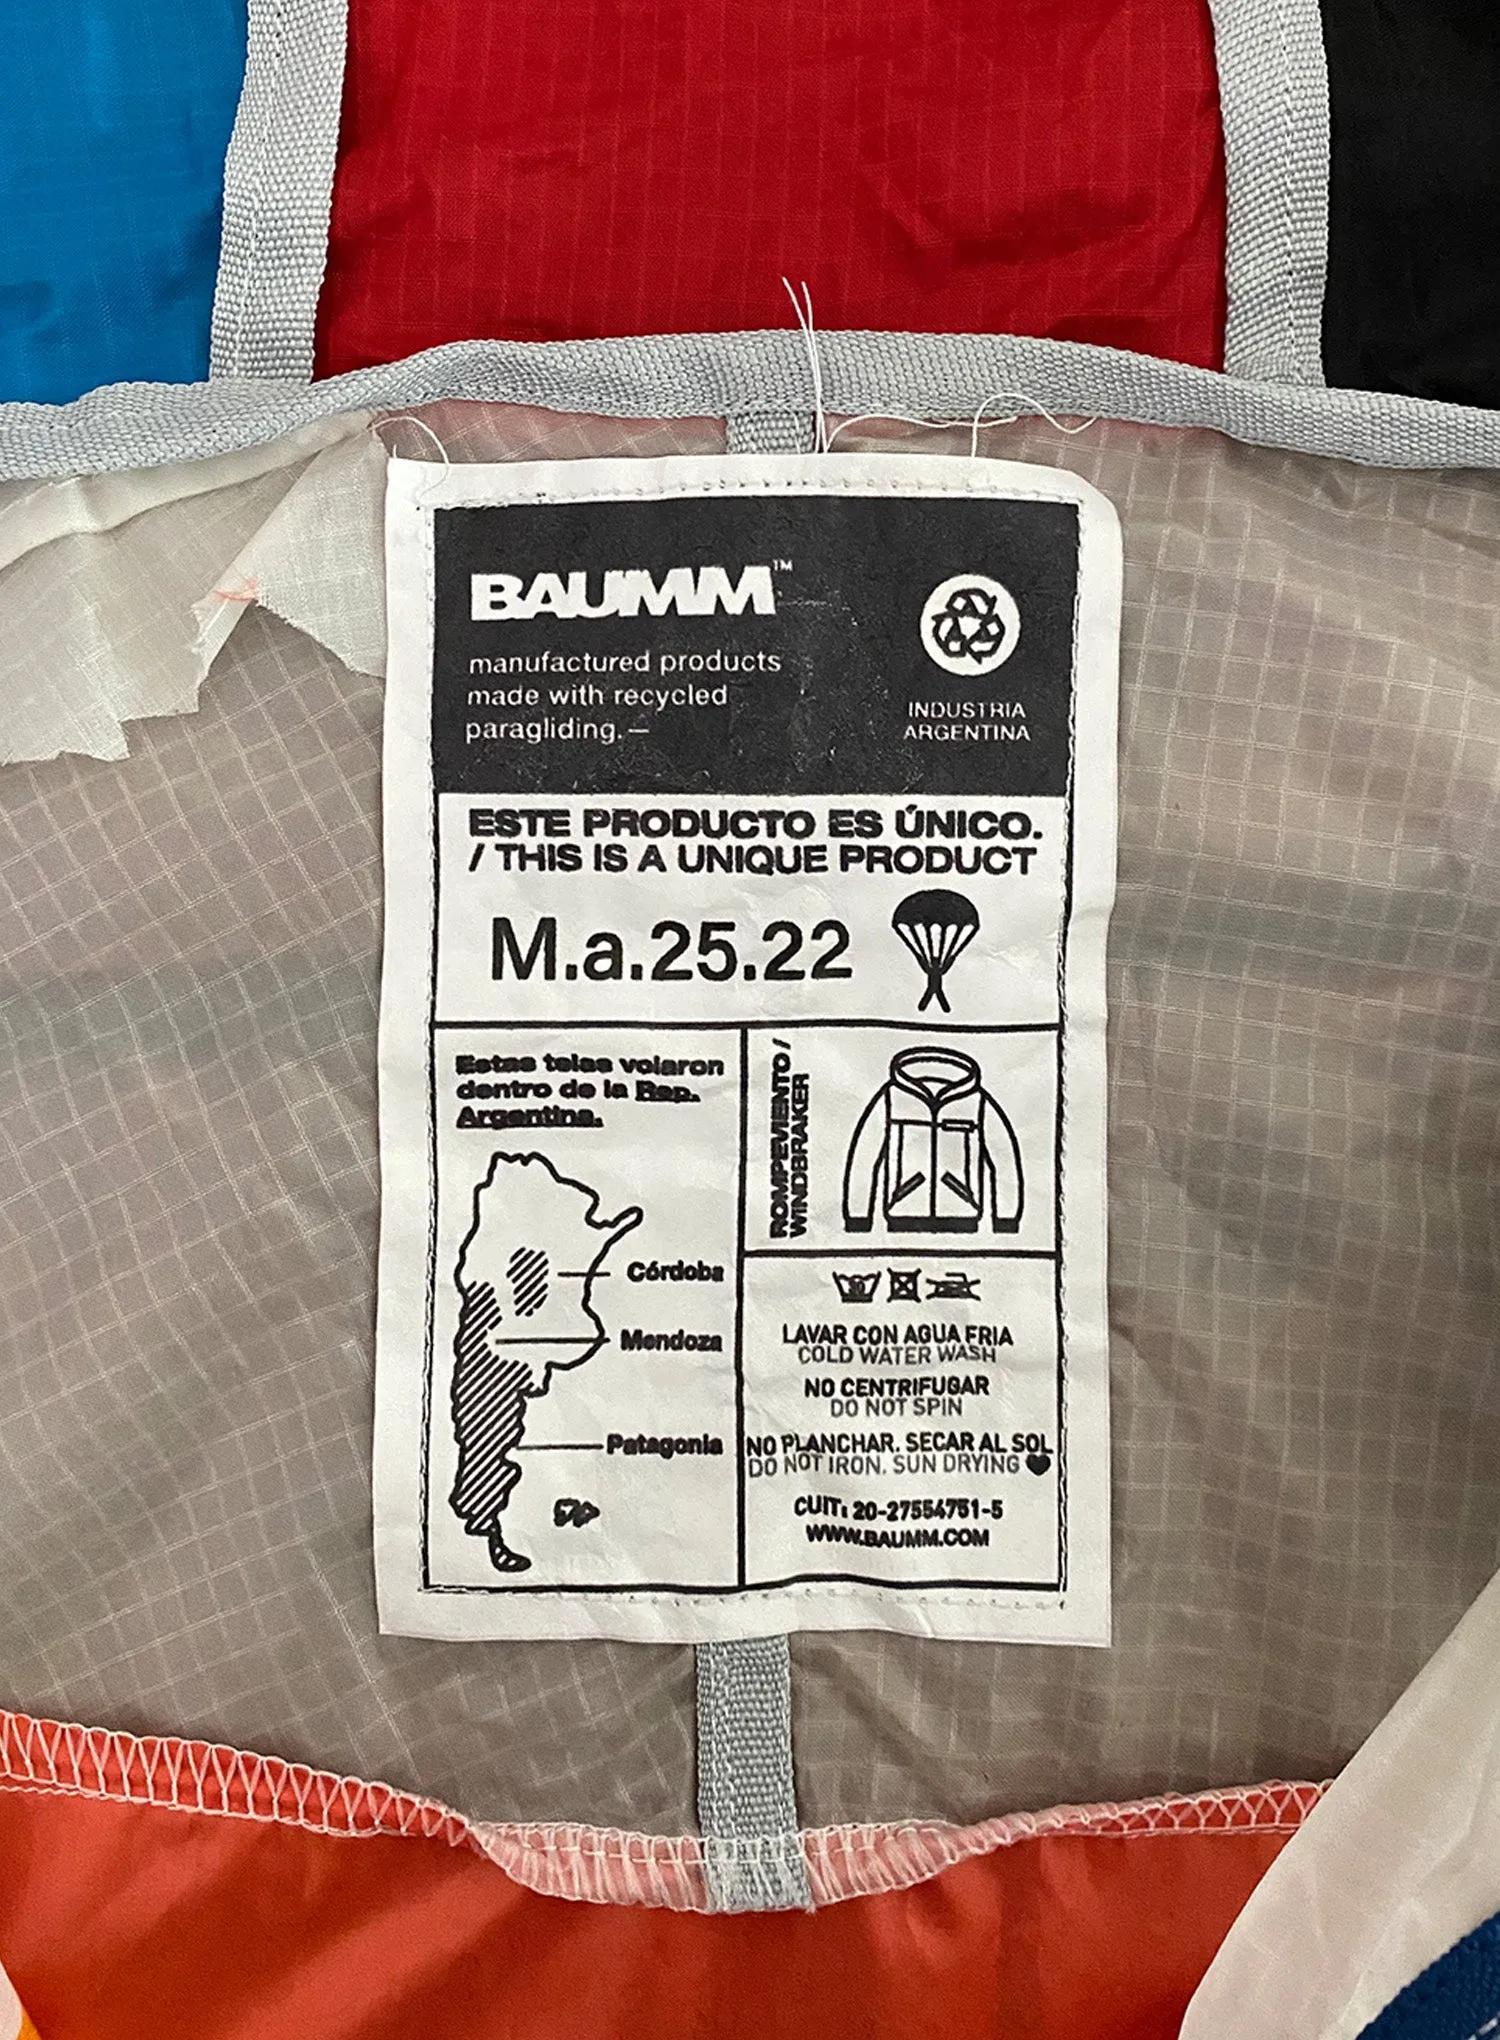 BAUMM™
manufactured products
made with recycled
paragliding.—
INDUSTRIA
ARGENTINA
ESTE PRODUCTO ES ÚNICO.
/ THIS IS A UNIQUE PRODUCT
M.a.25.22
Estas telas volaron
dentro de la Rep.
Argentina.
Córdoba
Mendoza
Patagonia
ROMPEVIENTO /
WINDBRAKER
30
LAVAR CON AGUA FRIA
COLD WATER WASH
NO CENTRIFUGAR
DO NOT SPIN
NO PLANCHAR. SECAR AL SOL
DO NOT IRON. SUN DRYING
CUIT: 20-27554751-5
WWW.BAUMM.COM